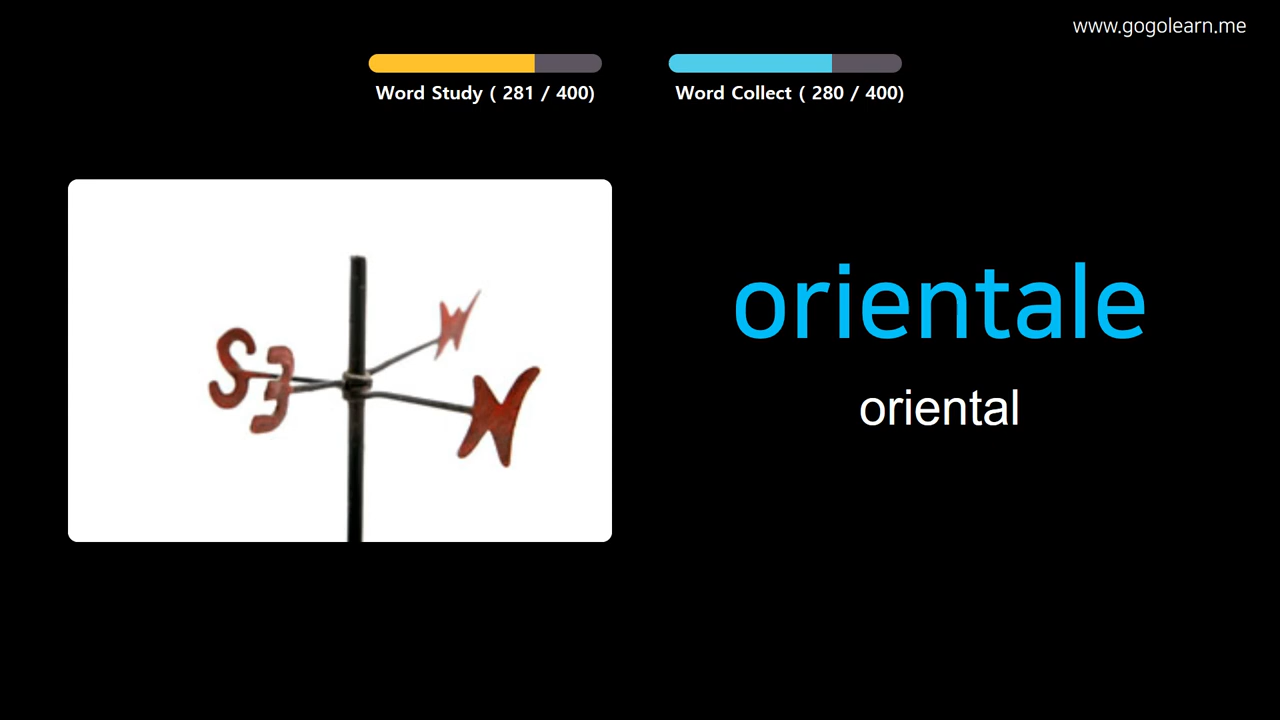 www.gogolearn.me
Word Study ( 281 / 400)
Word Collect ( 280 / 400)
orientale
oriental
S
E
W
N